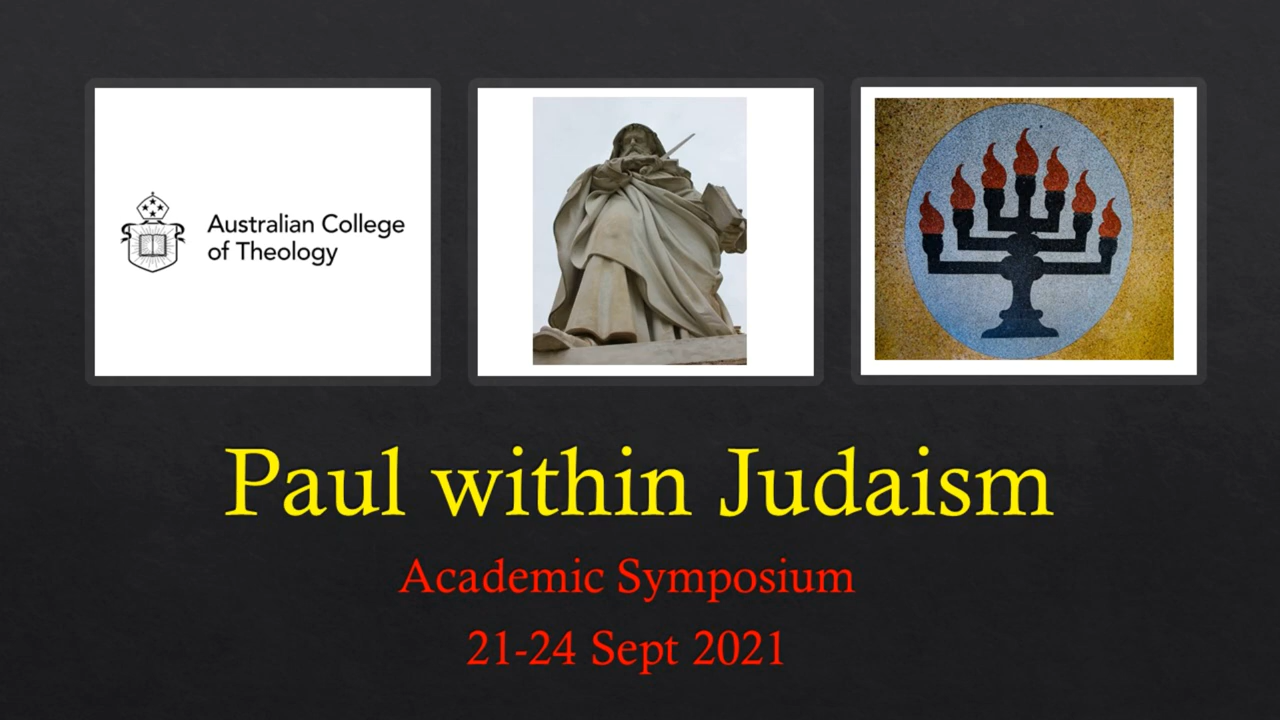 Australian College
of Theology
Paul within Judaism
Academic Symposium
21-24 Sept 2021